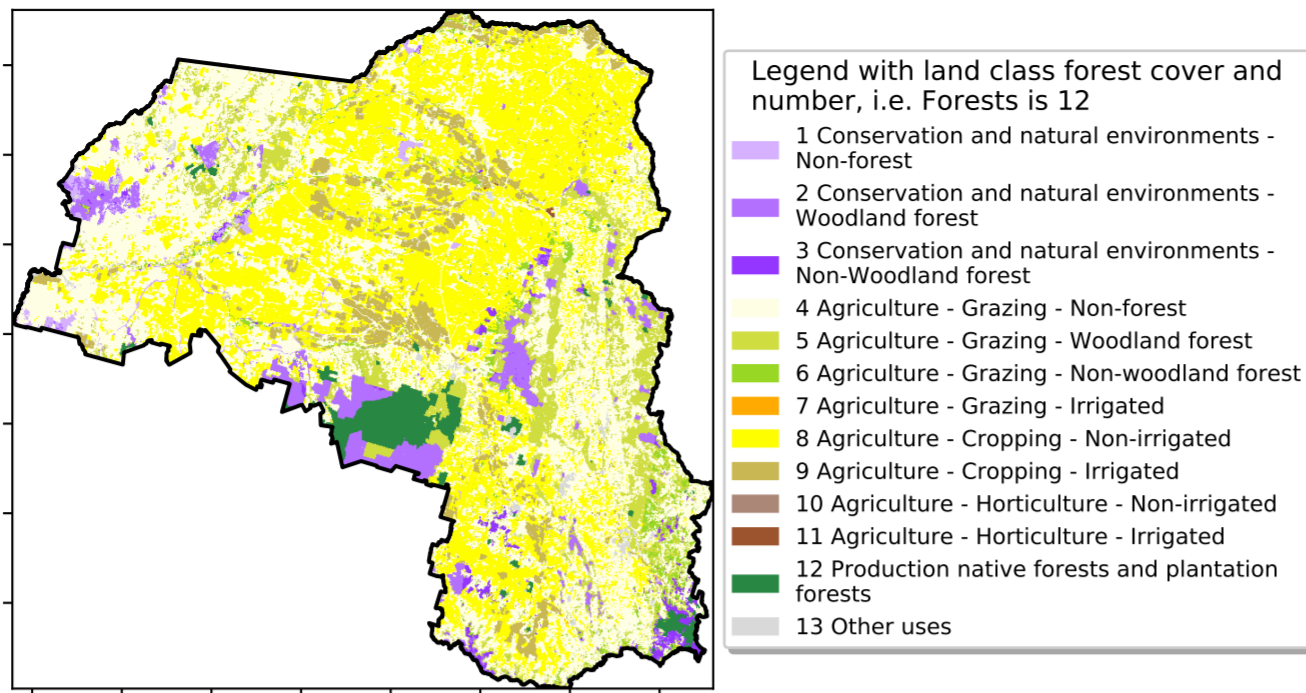 Legend with land class forest cover and
number, i.e. Forests is 12
1 Conservation and natural environments -
Non-forest
2 Conservation and natural environments -
Woodland forest
3 Conservation and natural environments -
Non-Woodland forest
4 Agriculture - Grazing - Non-forest
5 Agriculture - Grazing - Woodland forest
6 Agriculture - Grazing - Non-woodland forest
7 Agriculture - Grazing - Irrigated
8 Agriculture - Cropping - Non-irrigated
9 Agriculture - Cropping - Irrigated
10 Agriculture - Horticulture - Non-irrigated
11 Agriculture - Horticulture - Irrigated
12 Production native forests and plantation
forests
13 Other uses